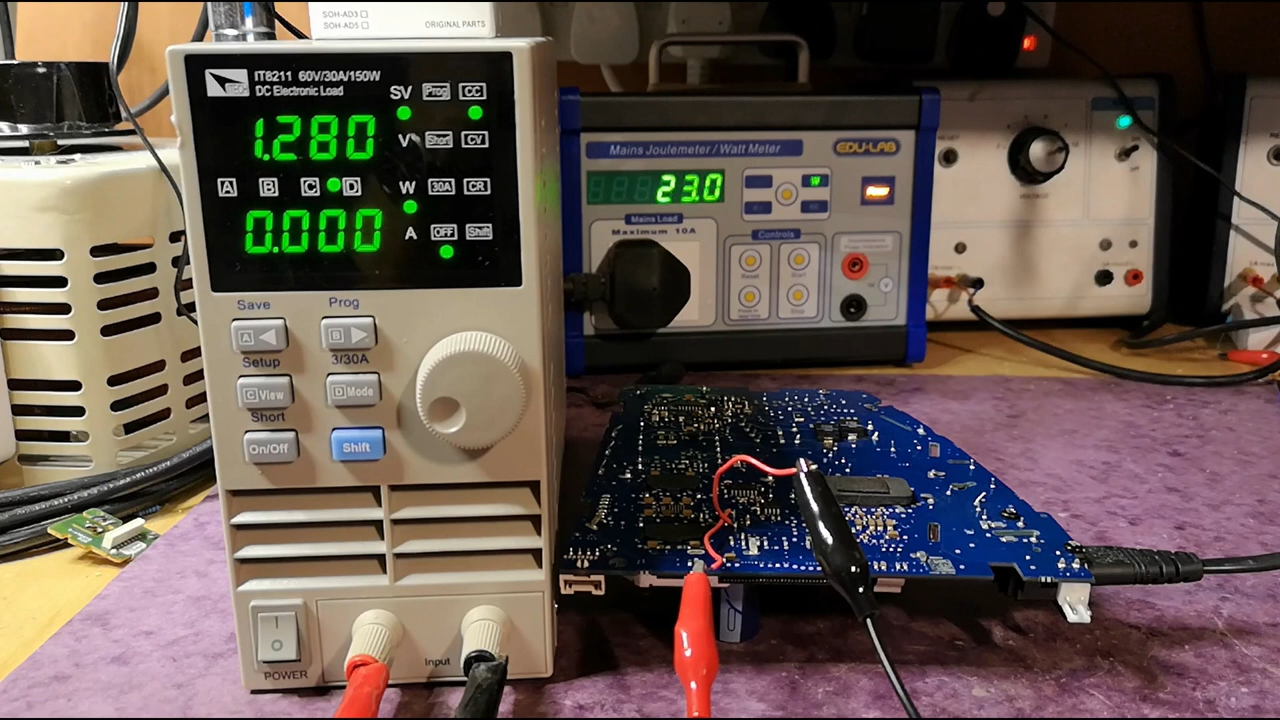 SOH-AD3
SOH-AD5
ORIGINAL PARTS
ITECH
IT8211 60V/30A/150W
DC Electronic Load
SV Prog CC
1.280
V Short CV
A B C D
W 30A CR
0.000
A OFF Shift
Save Prog
A B
Setup 3/30A
C View D Mode
Short
On/Off Shift
POWER
Input
Mains Joulemeter / Watt Meter
EDU-LAB
23.0
W
Mains Load
Maximum 10A
Controls
Reset Start
Stop
V